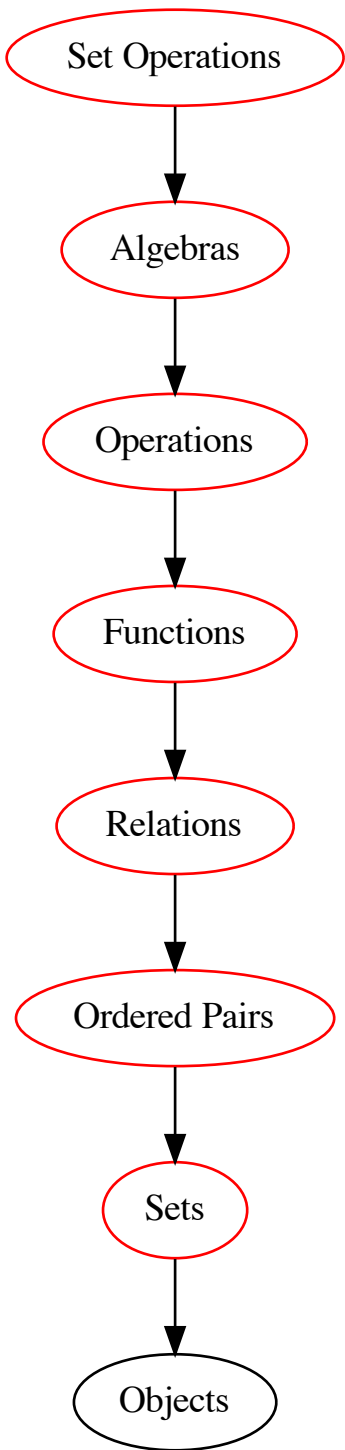 Set Operations
Algebras
Operations
Functions
Relations
Ordered Pairs
Sets
Objects